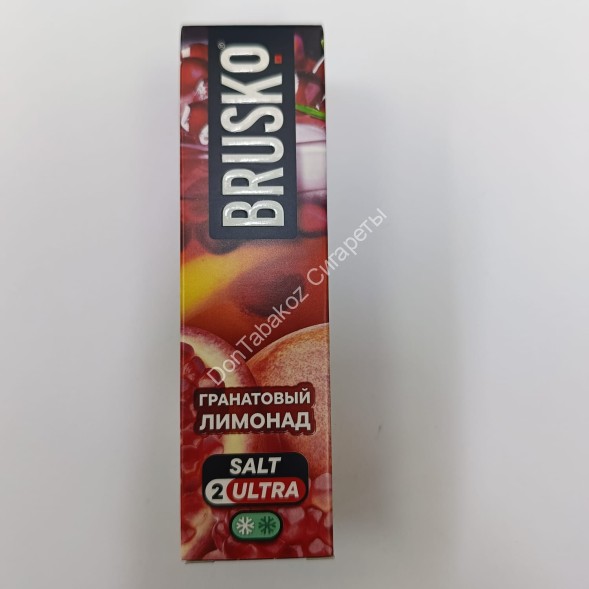 BRUSKO®
DonTabakoz Сигареты
ГРАНАТОВЫЙ
ЛИМОНАД
SALT
2 ULTRA